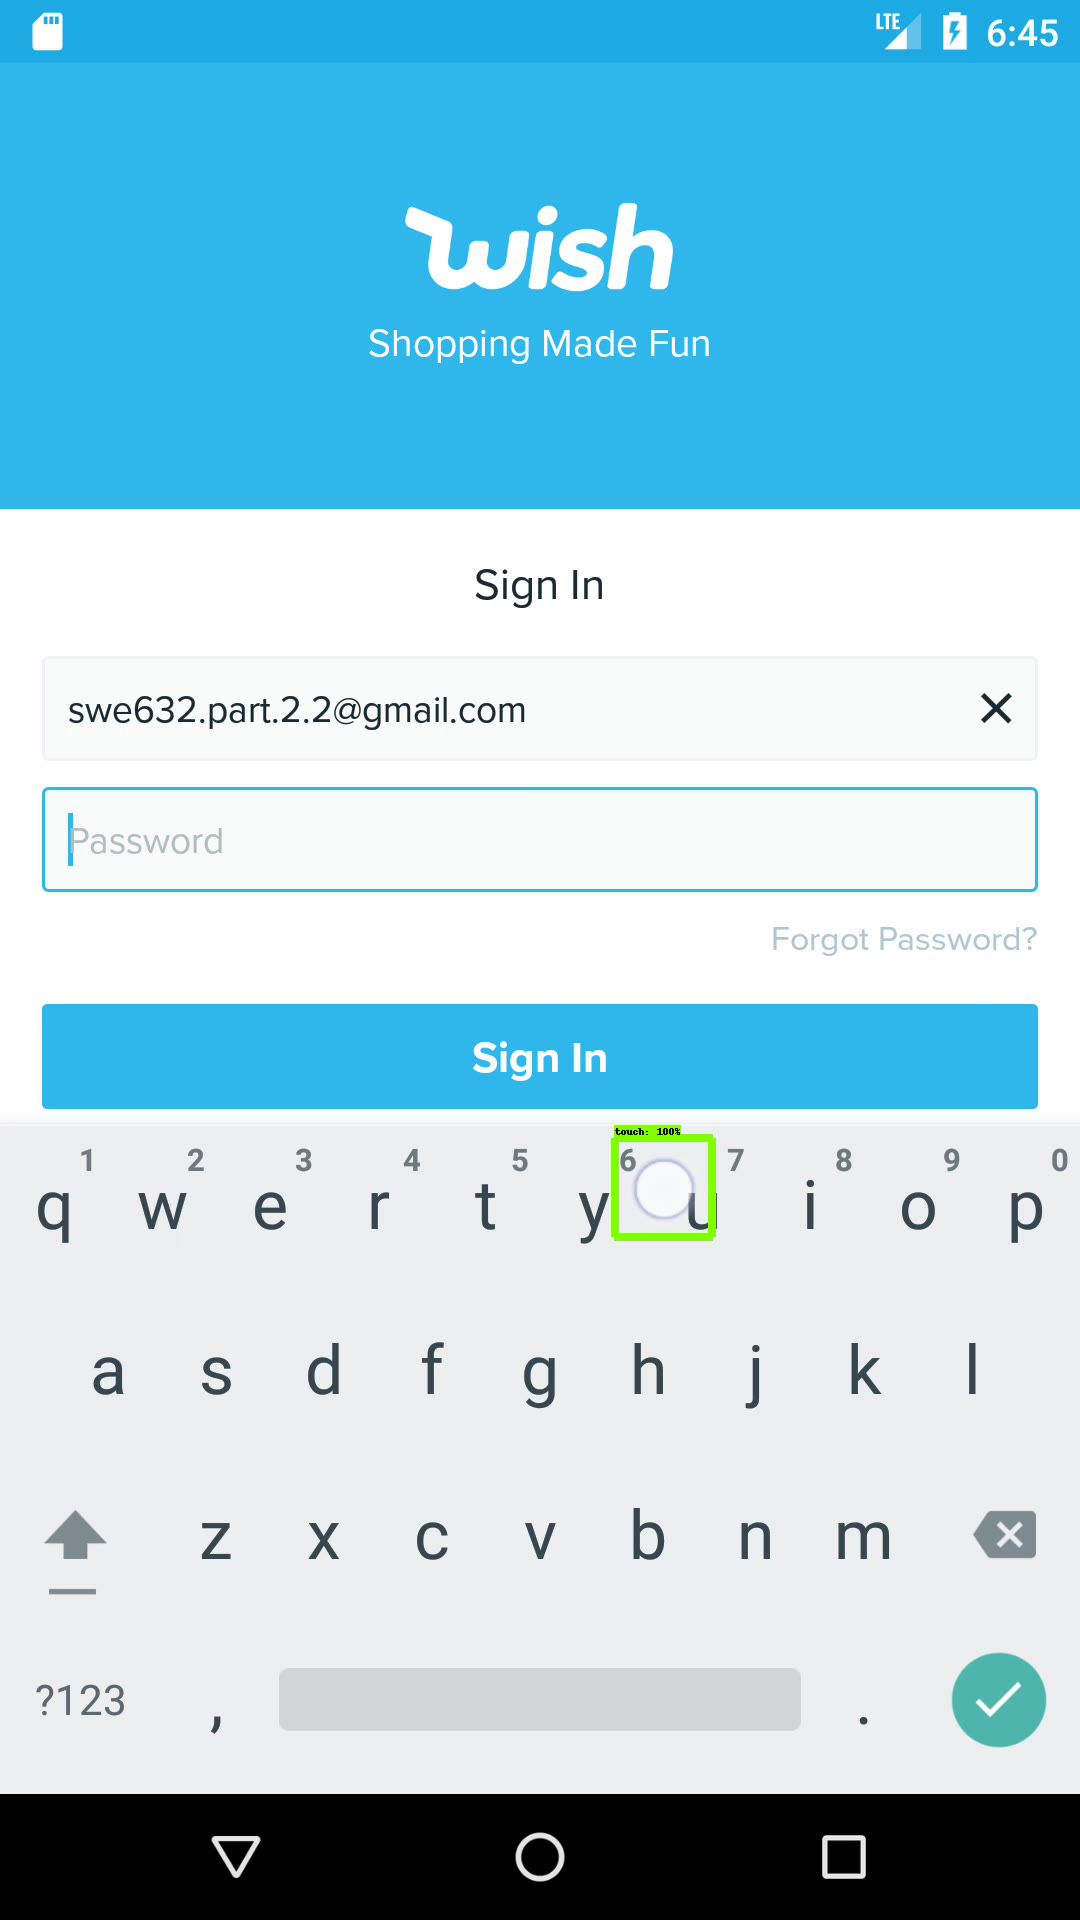 LTE 6:45
wish
Shopping Made Fun
Sign In
swe632.part.2.2@gmail.com
Password
Forgot Password?
Sign In
touch: 100%
1 2 3 4 5 6 7 8 9 0
q w e r t y u i o p
a s d f g h j k l
z x c v b n m
?123 , .